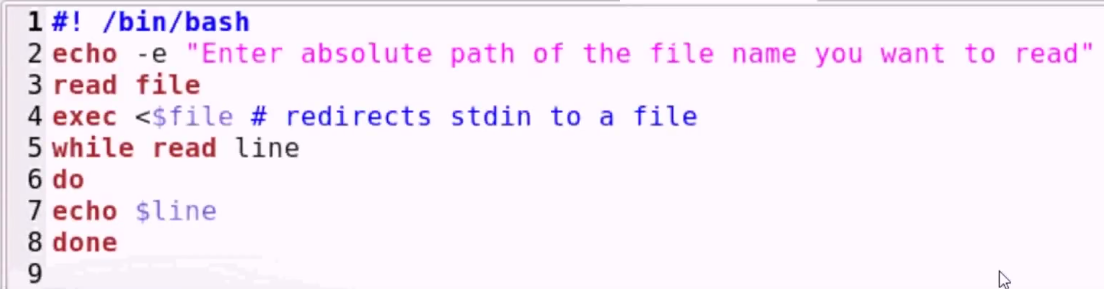 1 #! /bin/bash
2 echo -e "Enter absolute path of the file name you want to read"
3 read file
4 exec <$file # redirects stdin to a file
5 while read line
6 do
7 echo $line
8 done
9